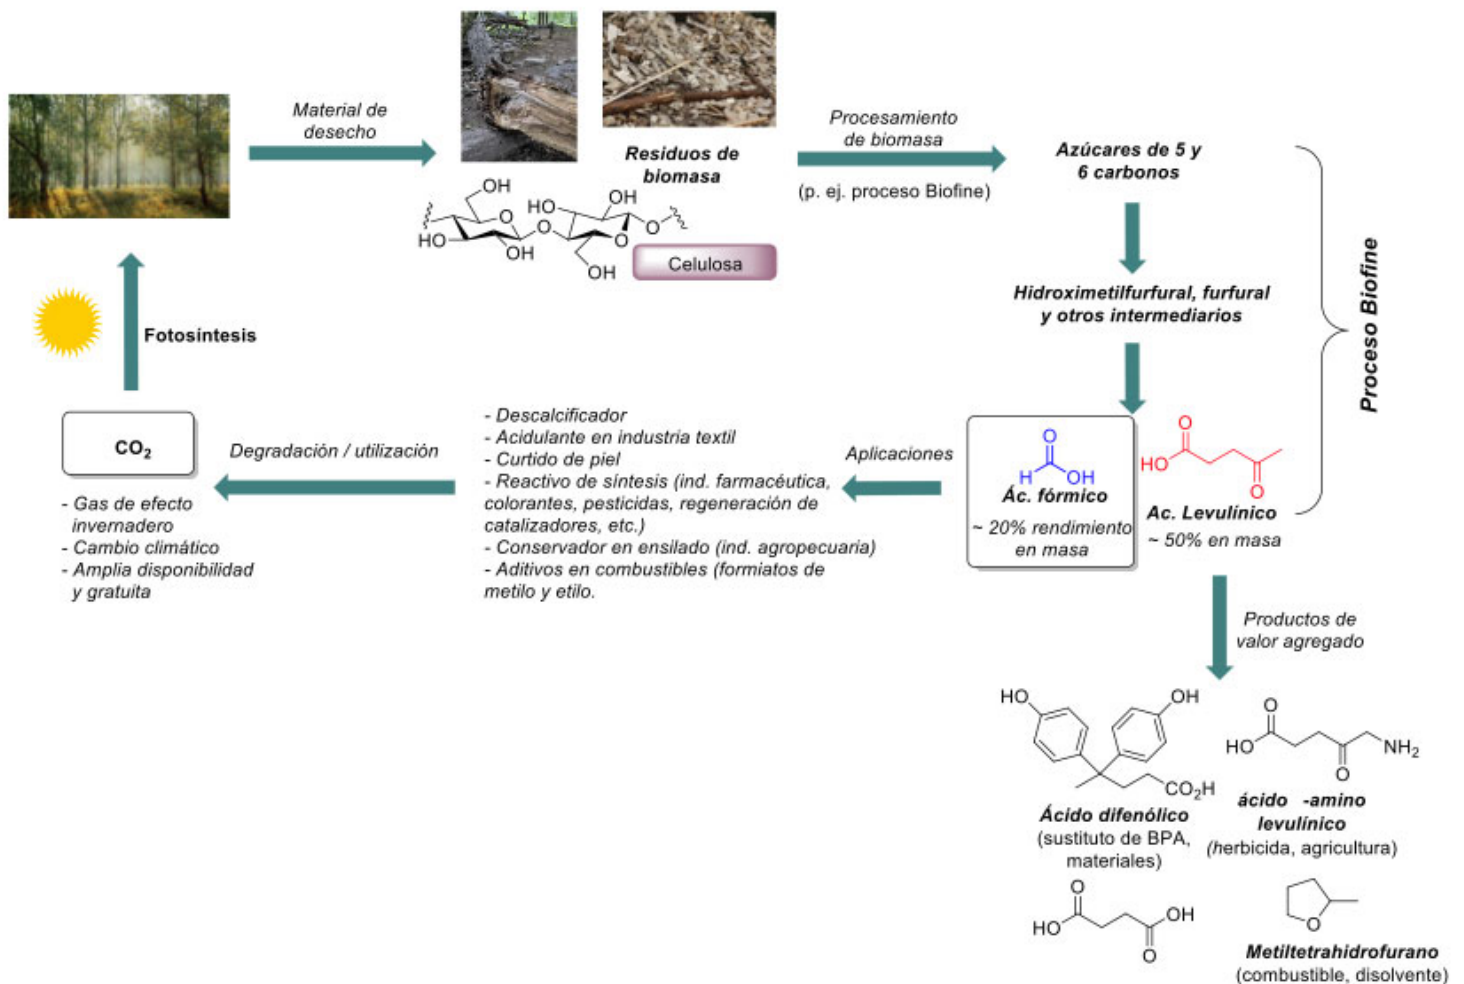 Material de
desecho
Residuos de
biomasa
OH
O
HO
OH
O
HO
OH
O
OH
O
Celulosa
Procesamiento
de biomasa
(p. ej. proceso Biofine)
Azúcares de 5 y
6 carbonos
Hidroximetilfurfural, furfural
y otros intermediarios
Proceso Biofine
O
H
OH
Ác. fórmico
~ 20% rendimiento
en masa
O
HO
O
Ac. Levulínico
~ 50% en masa
Aplicaciones
- Descalcificador
- Acidulante en industria textil
- Curtido de piel
- Reactivo de síntesis (ind. farmacéutica,
colorantes, pesticidas, regeneración de
catalizadores, etc.)
- Conservador en ensilado (ind. agropecuaria)
- Aditivos en combustibles (formiatos de
metilo y etilo.
Degradación / utilización
CO₂
- Gas de efecto
invernadero
- Cambio climático
- Amplia disponibilidad
y gratuita
Fotosíntesis
Productos de
valor agregado
HO
OH
CO₂H
Ácido difenólico
(sustituto de BPA,
materiales)
O
HO
O
NH₂
ácido -amino
levulínico
(herbicida, agricultura)
O
HO
OH
O
O
Metiltetrahidrofurano
(combustible, disolvente)